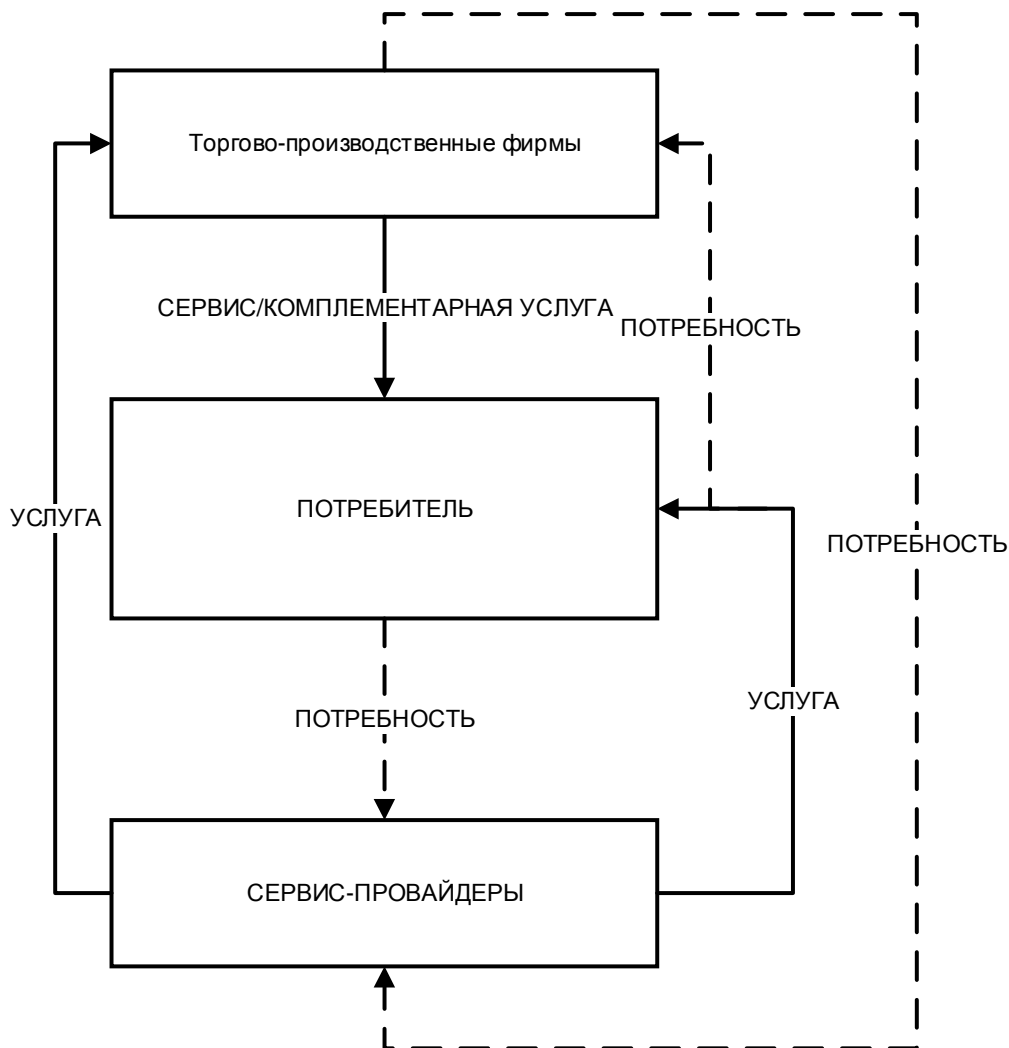 Торгово-производственные фирмы
СЕРВИС/КОМПЛЕМЕНТАРНАЯ УСЛУГА
ПОТРЕБНОСТЬ
ПОТРЕБИТЕЛЬ
УСЛУГА
ПОТРЕБНОСТЬ
УСЛУГА
ПОТРЕБНОСТЬ
СЕРВИС-ПРОВАЙДЕРЫ